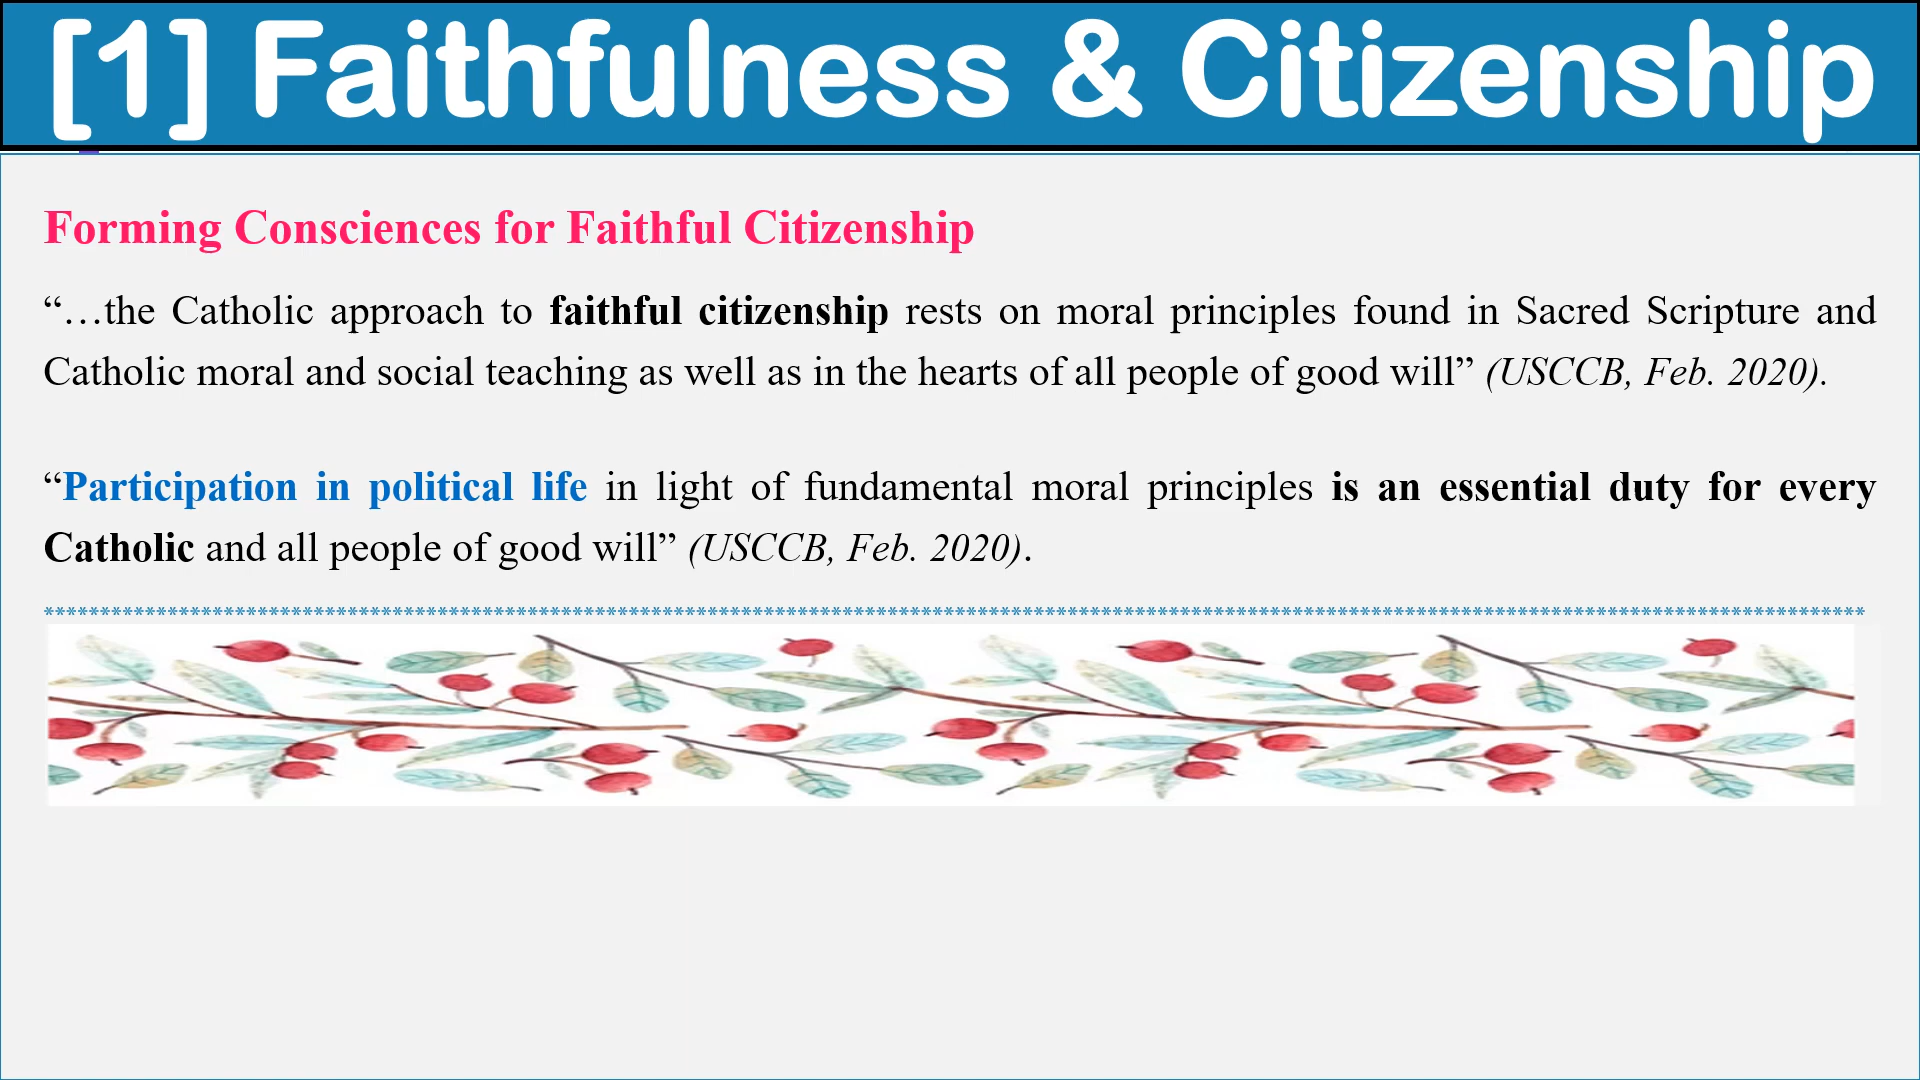 [1] Faithfulness & Citizenship
Forming Consciences for Faithful Citizenship
“…the Catholic approach to faithful citizenship rests on moral principles found in Sacred Scripture and
Catholic moral and social teaching as well as in the hearts of all people of good will” (USCCB, Feb. 2020).
“Participation in political life in light of fundamental moral principles is an essential duty for every
Catholic and all people of good will” (USCCB, Feb. 2020).